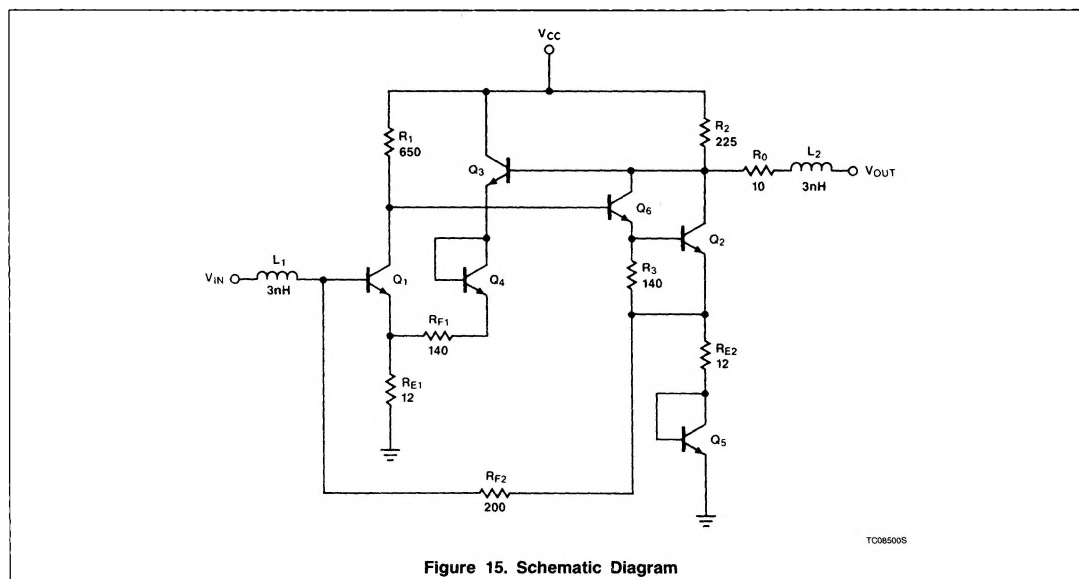 VCC
R1
650
R2
225
R0
10
L2
3nH
VOUT
Q3
Q6
Q2
L1
3nH
VIN
Q1
Q4
R3
140
RF1
140
RE1
12
RE2
12
Q5
RF2
200
TC08500S
Figure 15. Schematic Diagram